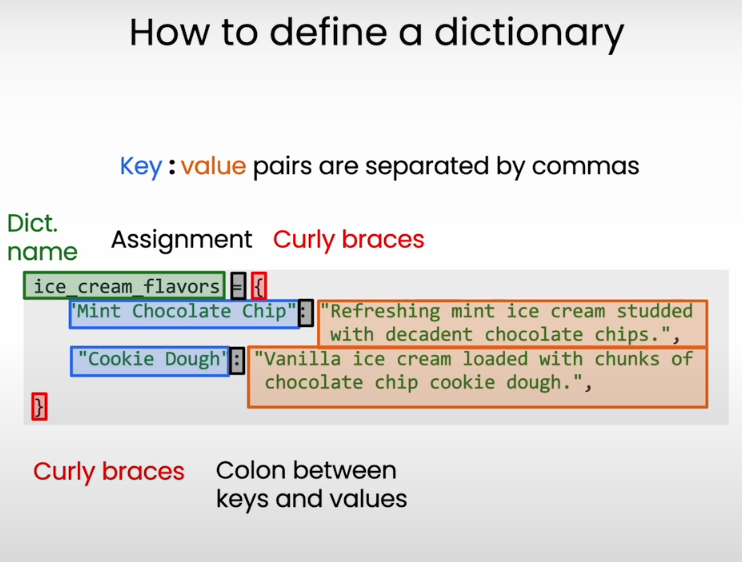 How to define a dictionary
Key : value pairs are separated by commas
Dict.
name
Assignment
Curly braces
ice_cream_flavors = {
"Mint Chocolate Chip": "Refreshing mint ice cream studded
with decadent chocolate chips.",
"Cookie Dough": "Vanilla ice cream loaded with chunks of
chocolate chip cookie dough.",
}
Curly braces
Colon between
keys and values